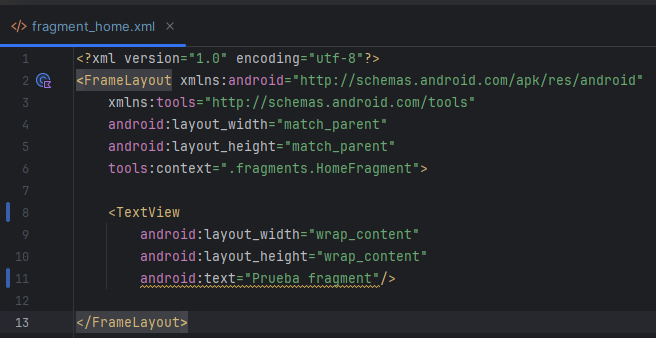 </> fragment_home.xml ×
1 <?xml version="1.0" encoding="utf-8"?>
2 <FrameLayout xmlns:android="http://schemas.android.com/apk/res/android"
3 xmlns:tools="http://schemas.android.com/tools"
4 android:layout_width="match_parent"
5 android:layout_height="match_parent"
6 tools:context=".fragments.HomeFragment">
7
8 <TextView
9 android:layout_width="wrap_content"
10 android:layout_height="wrap_content"
11 android:text="Prueba fragment"/>
12
13 </FrameLayout>